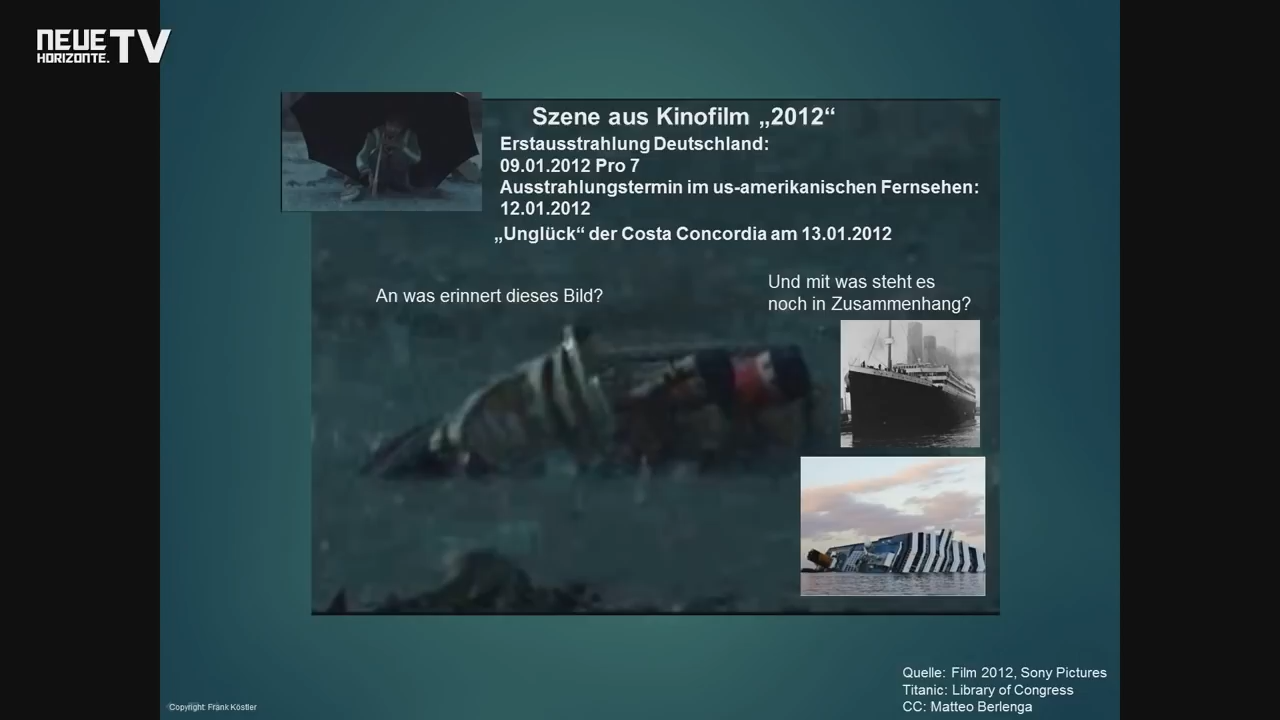 NEUE
HORIZONTE.TV
Szene aus Kinofilm „2012“
Erstausstrahlung Deutschland:
09.01.2012 Pro 7
Ausstrahlungstermin im us-amerikanischen Fernsehen:
12.01.2012
„Unglück“ der Costa Concordia am 13.01.2012
An was erinnert dieses Bild?
Und mit was steht es
noch in Zusammenhang?
Quelle: Film 2012, Sony Pictures
Titanic: Library of Congress
CC: Matteo Berlenga
Copyright: Frank Köstler